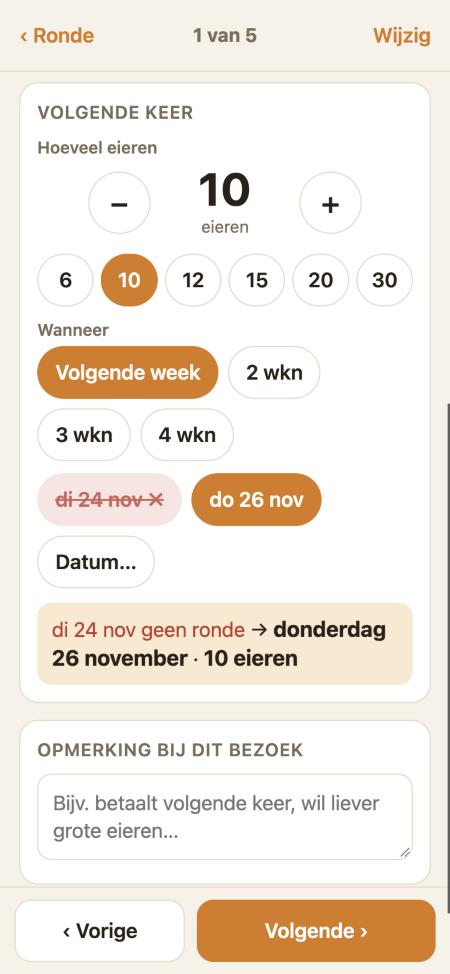 ‹ Ronde 1 van 5 Wijzig
VOLGENDE KEER
Hoeveel eieren
− 10 +
eieren
6 10 12 15 20 30
Wanneer
Volgende week 2 wkn
3 wkn 4 wkn
di 24 nov ✕ do 26 nov
Datum...
di 24 nov geen ronde → donderdag
26 november · 10 eieren
OPMERKING BIJ DIT BEZOEK
Bijv. betaalt volgende keer, wil liever
grote eieren...
‹ Vorige Volgende ›